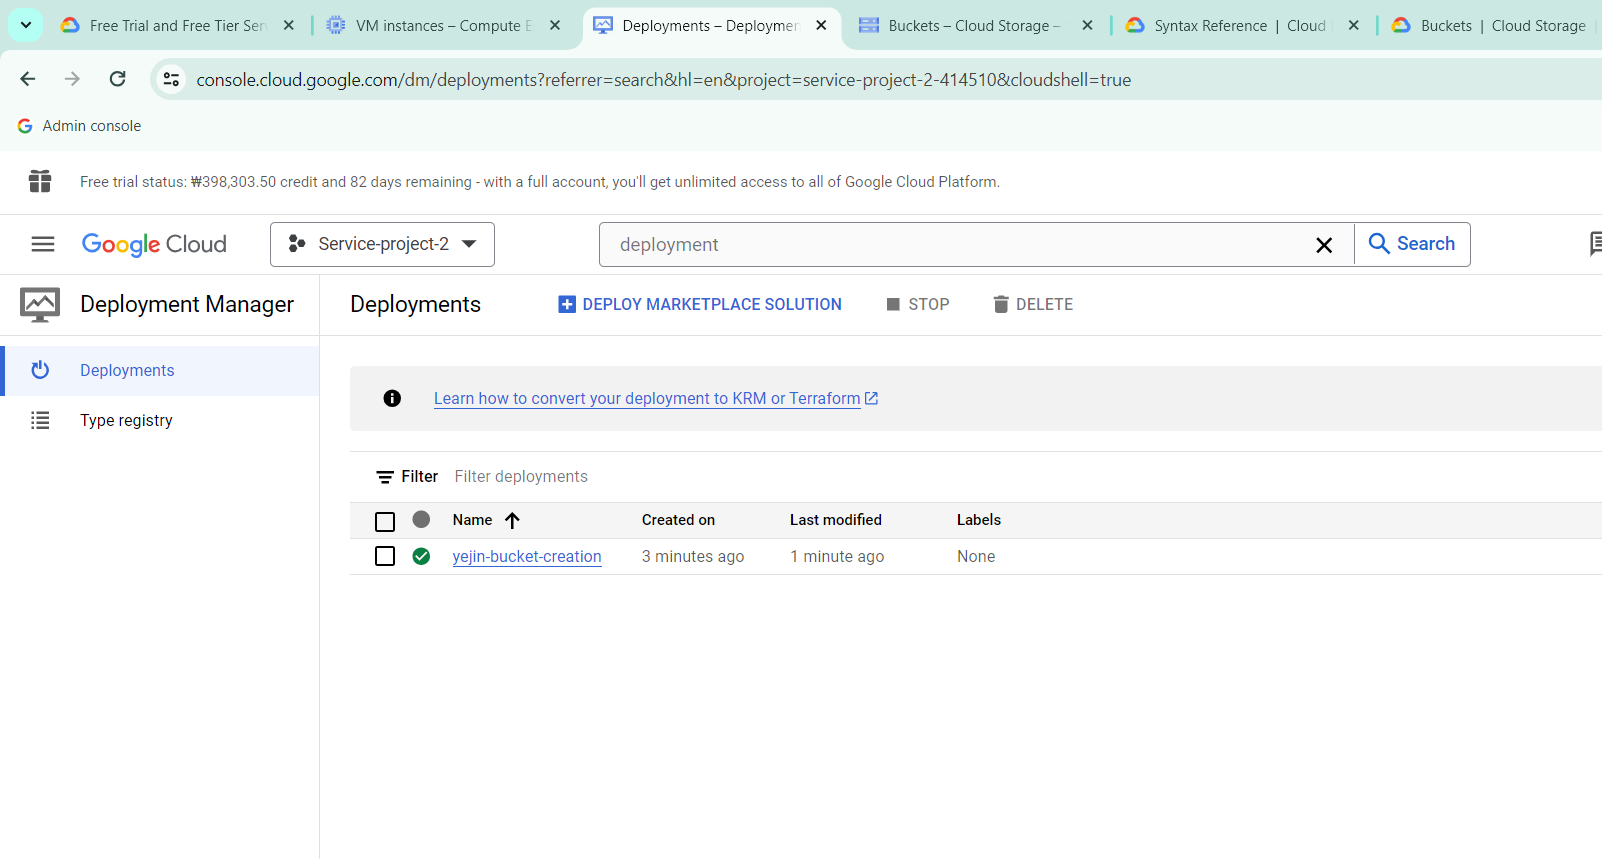 Free Trial and Free Tier Ser
VM instances – Compute E
Deployments – Deploymen
Buckets – Cloud Storage –
Syntax Reference | Cloud
Buckets | Cloud Storage
console.cloud.google.com/dm/deployments?referrer=search&hl=en&project=service-project-2-414510&cloudshell=true
Admin console
Free trial status: ₩398,303.50 credit and 82 days remaining - with a full account, you'll get unlimited access to all of Google Cloud Platform.
Google Cloud
Service-project-2
deployment
Search
Deployment Manager
Deployments
DEPLOY MARKETPLACE SOLUTION
STOP
DELETE
Deployments
Type registry
Learn how to convert your deployment to KRM or Terraform
Filter Filter deployments
Name Created on Last modified Labels
yejin-bucket-creation 3 minutes ago 1 minute ago None